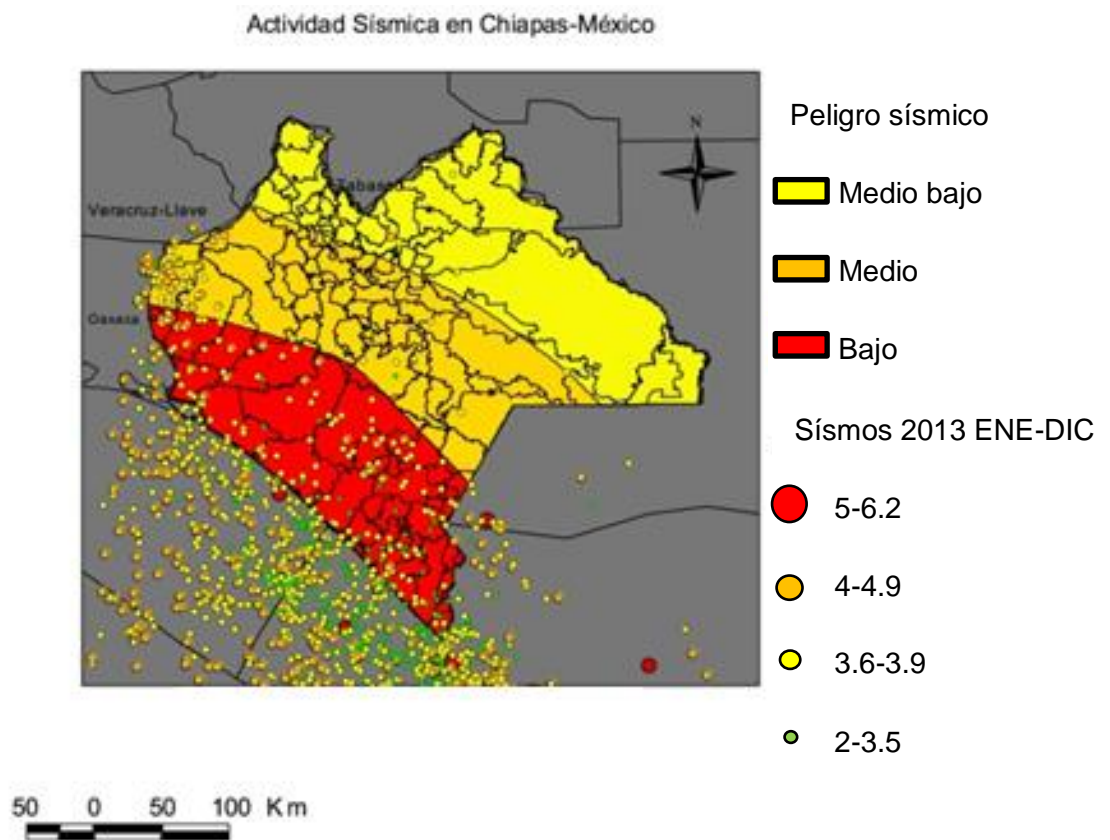 Actividad Sísmica en Chiapas-México
N
Peligro sísmico
Tabasco
Medio bajo
Veracruz-Llave
Medio
Oaxaca
Bajo
Sísmos 2013 ENE-DIC
5-6.2
4-4.9
3.6-3.9
2-3.5
50 0 50 100 Km